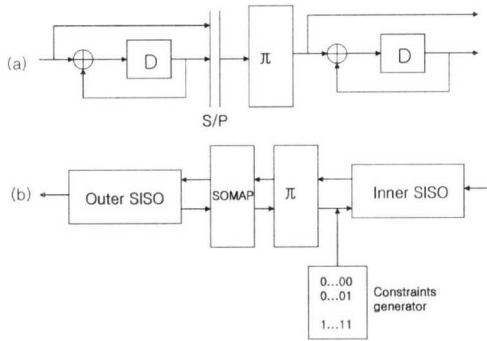 (a)
D
S/P
π
D
(b)
Outer SISO
SOMAP
π
Inner SISO
0...00
0...01
1...11
Constraints
generator